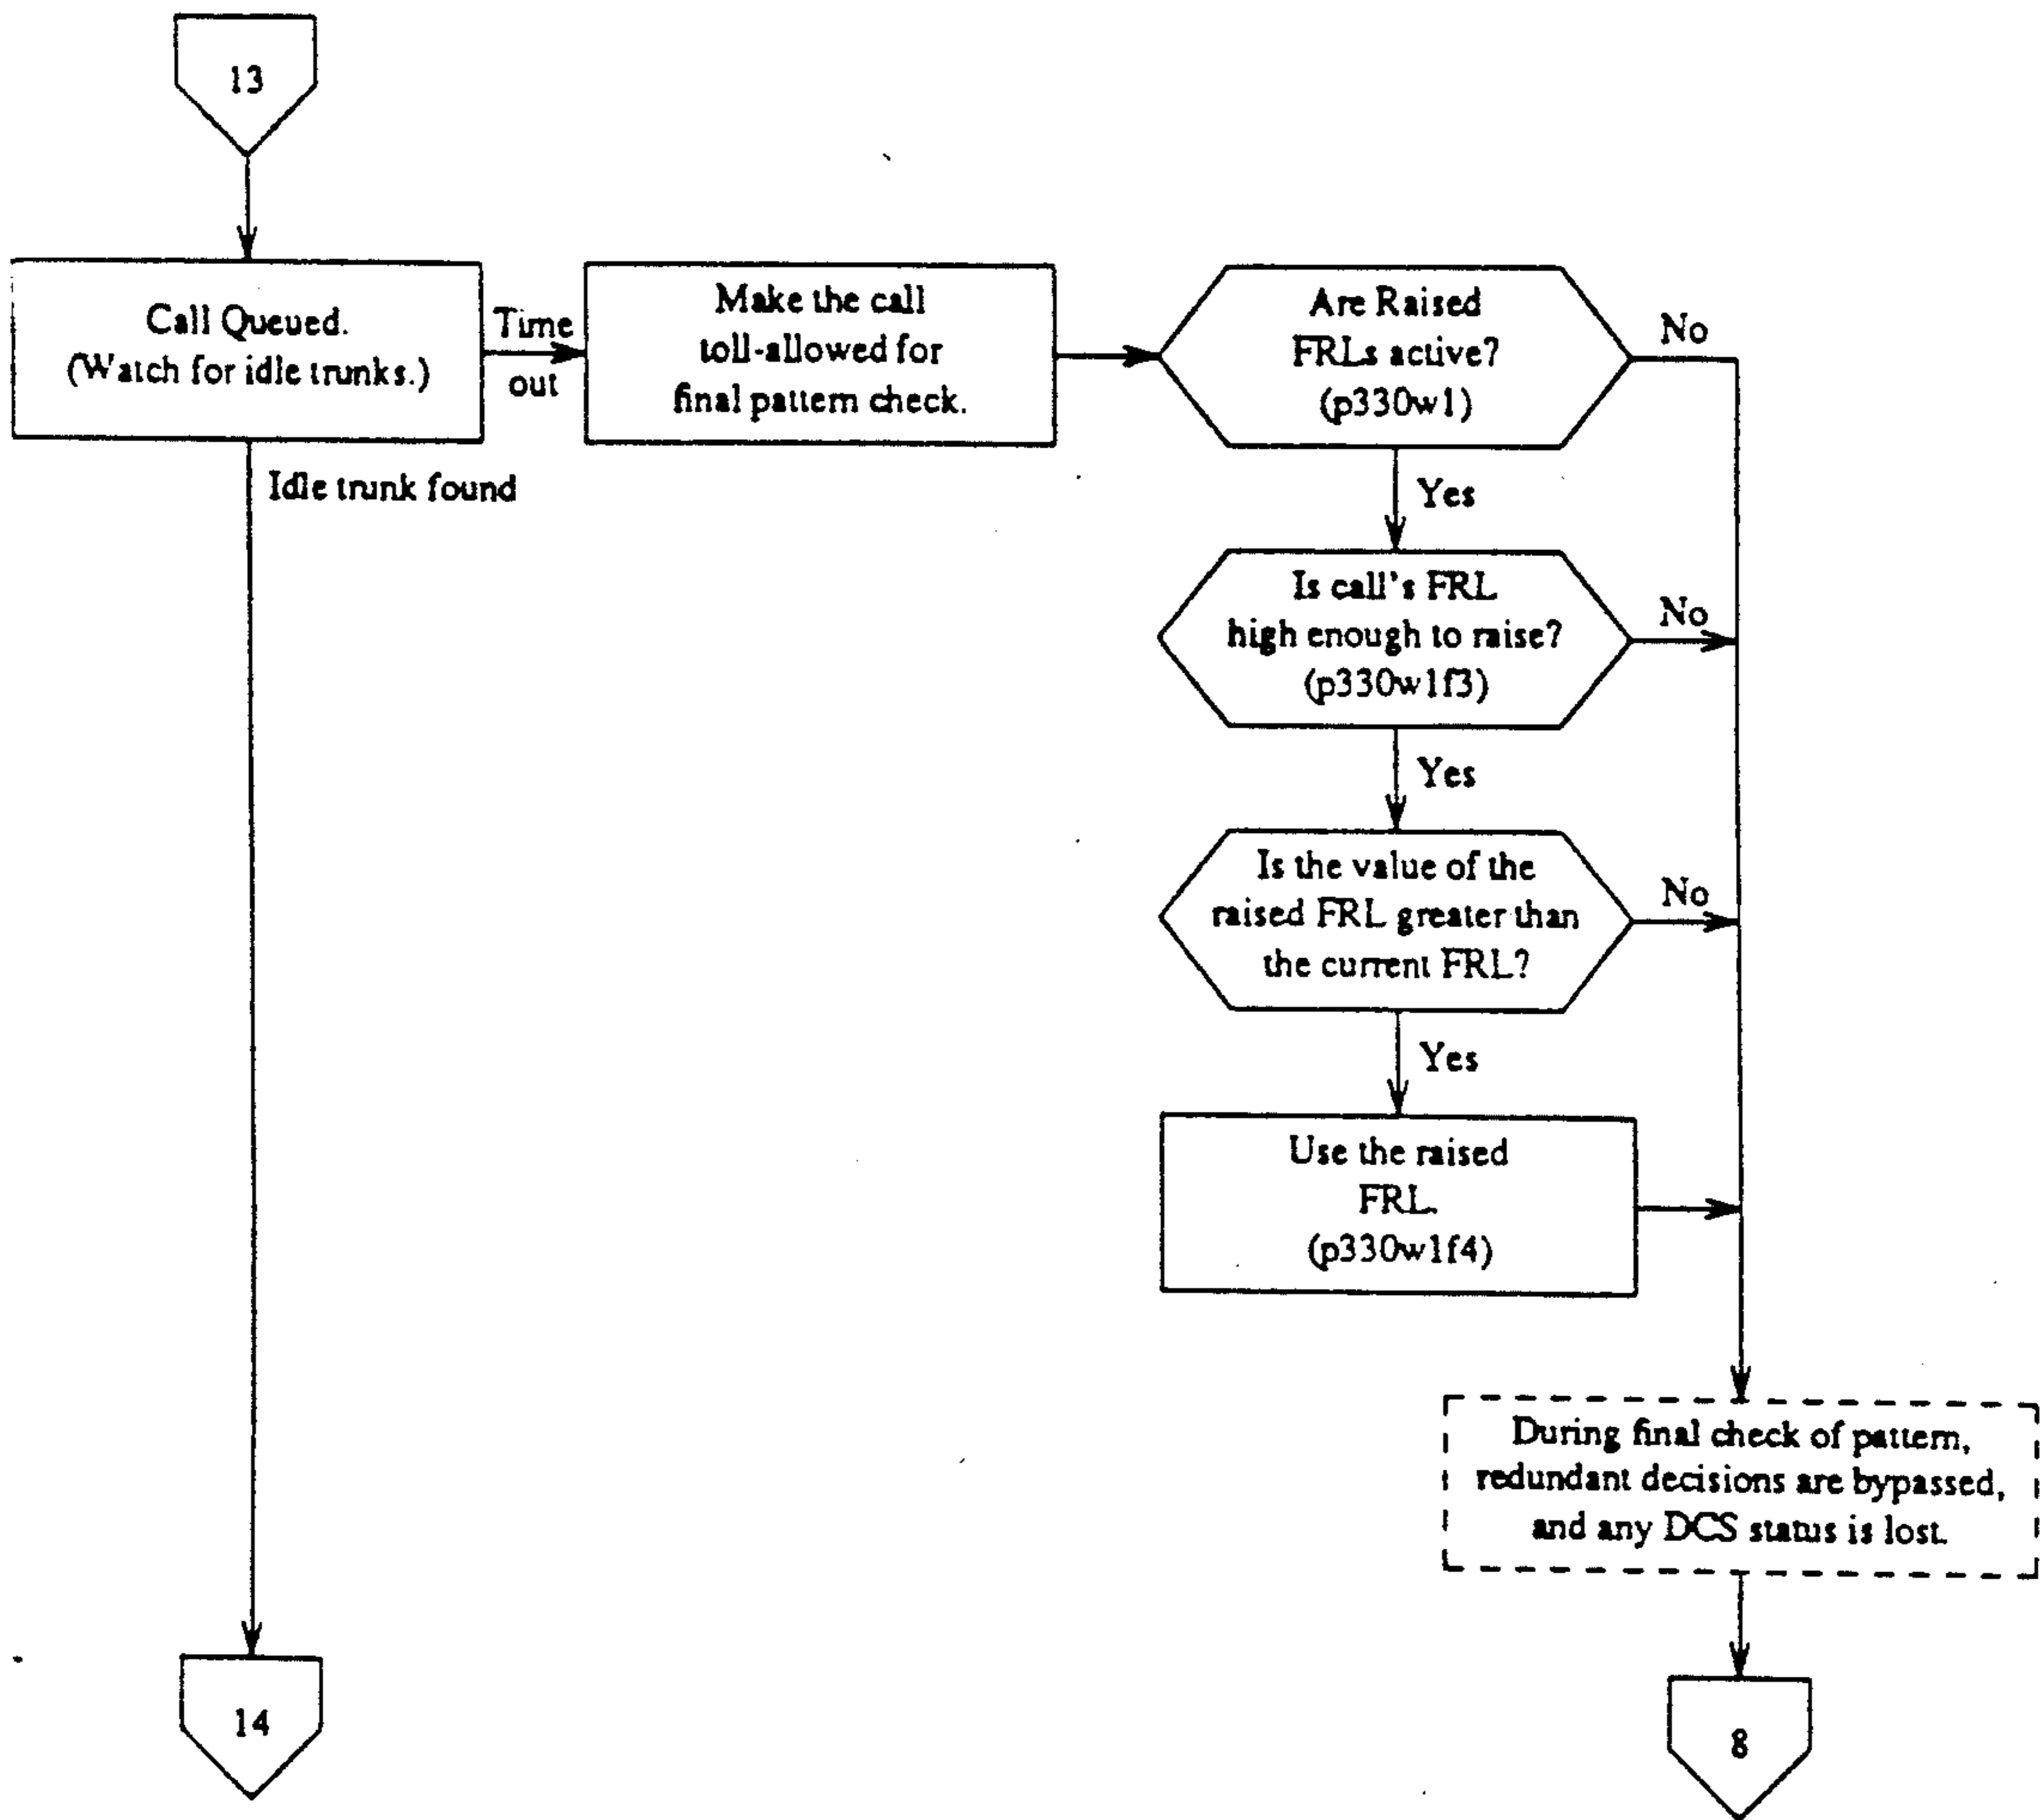 13
Call Queued.
(Watch for idle trunks.)
Time
out
Make the call
toll-allowed for
final pattern check.
Are Raised
FRLs active?
(p330w1)
No
Idle trunk found
Yes
Is call's FRL
high enough to raise?
(p330w1f3)
No
Yes
Is the value of the
raised FRL greater than
the current FRL?
No
Yes
Use the raised
FRL.
(p330w1f4)
During final check of pattern,
redundant decisions are bypassed,
and any DCS status is lost.
14
8